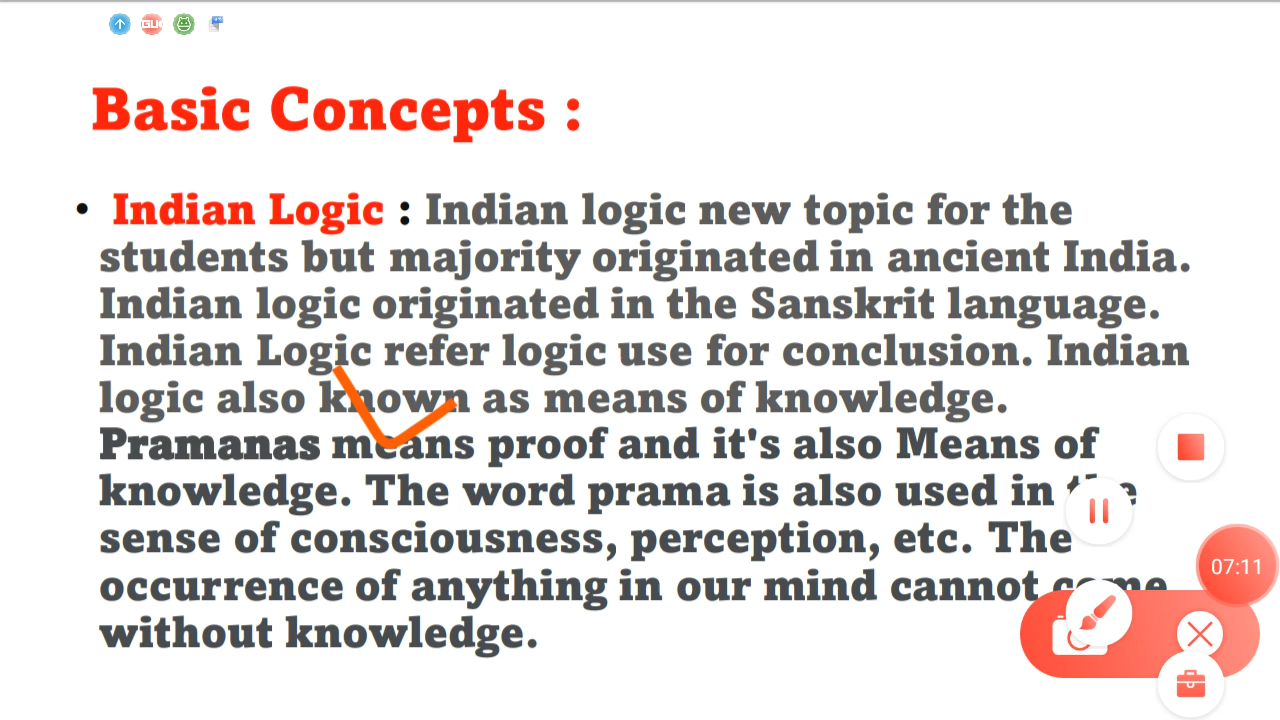 Basic Concepts :
• Indian Logic : Indian logic new topic for the
students but majority originated in ancient India.
Indian logic originated in the Sanskrit language.
Indian Logic refer logic use for conclusion. Indian
logic also known as means of knowledge.
Pramanas means proof and it's also Means of
knowledge. The word prama is also used in the
sense of consciousness, perception, etc. The
occurrence of anything in our mind cannot come
without knowledge.
07:11